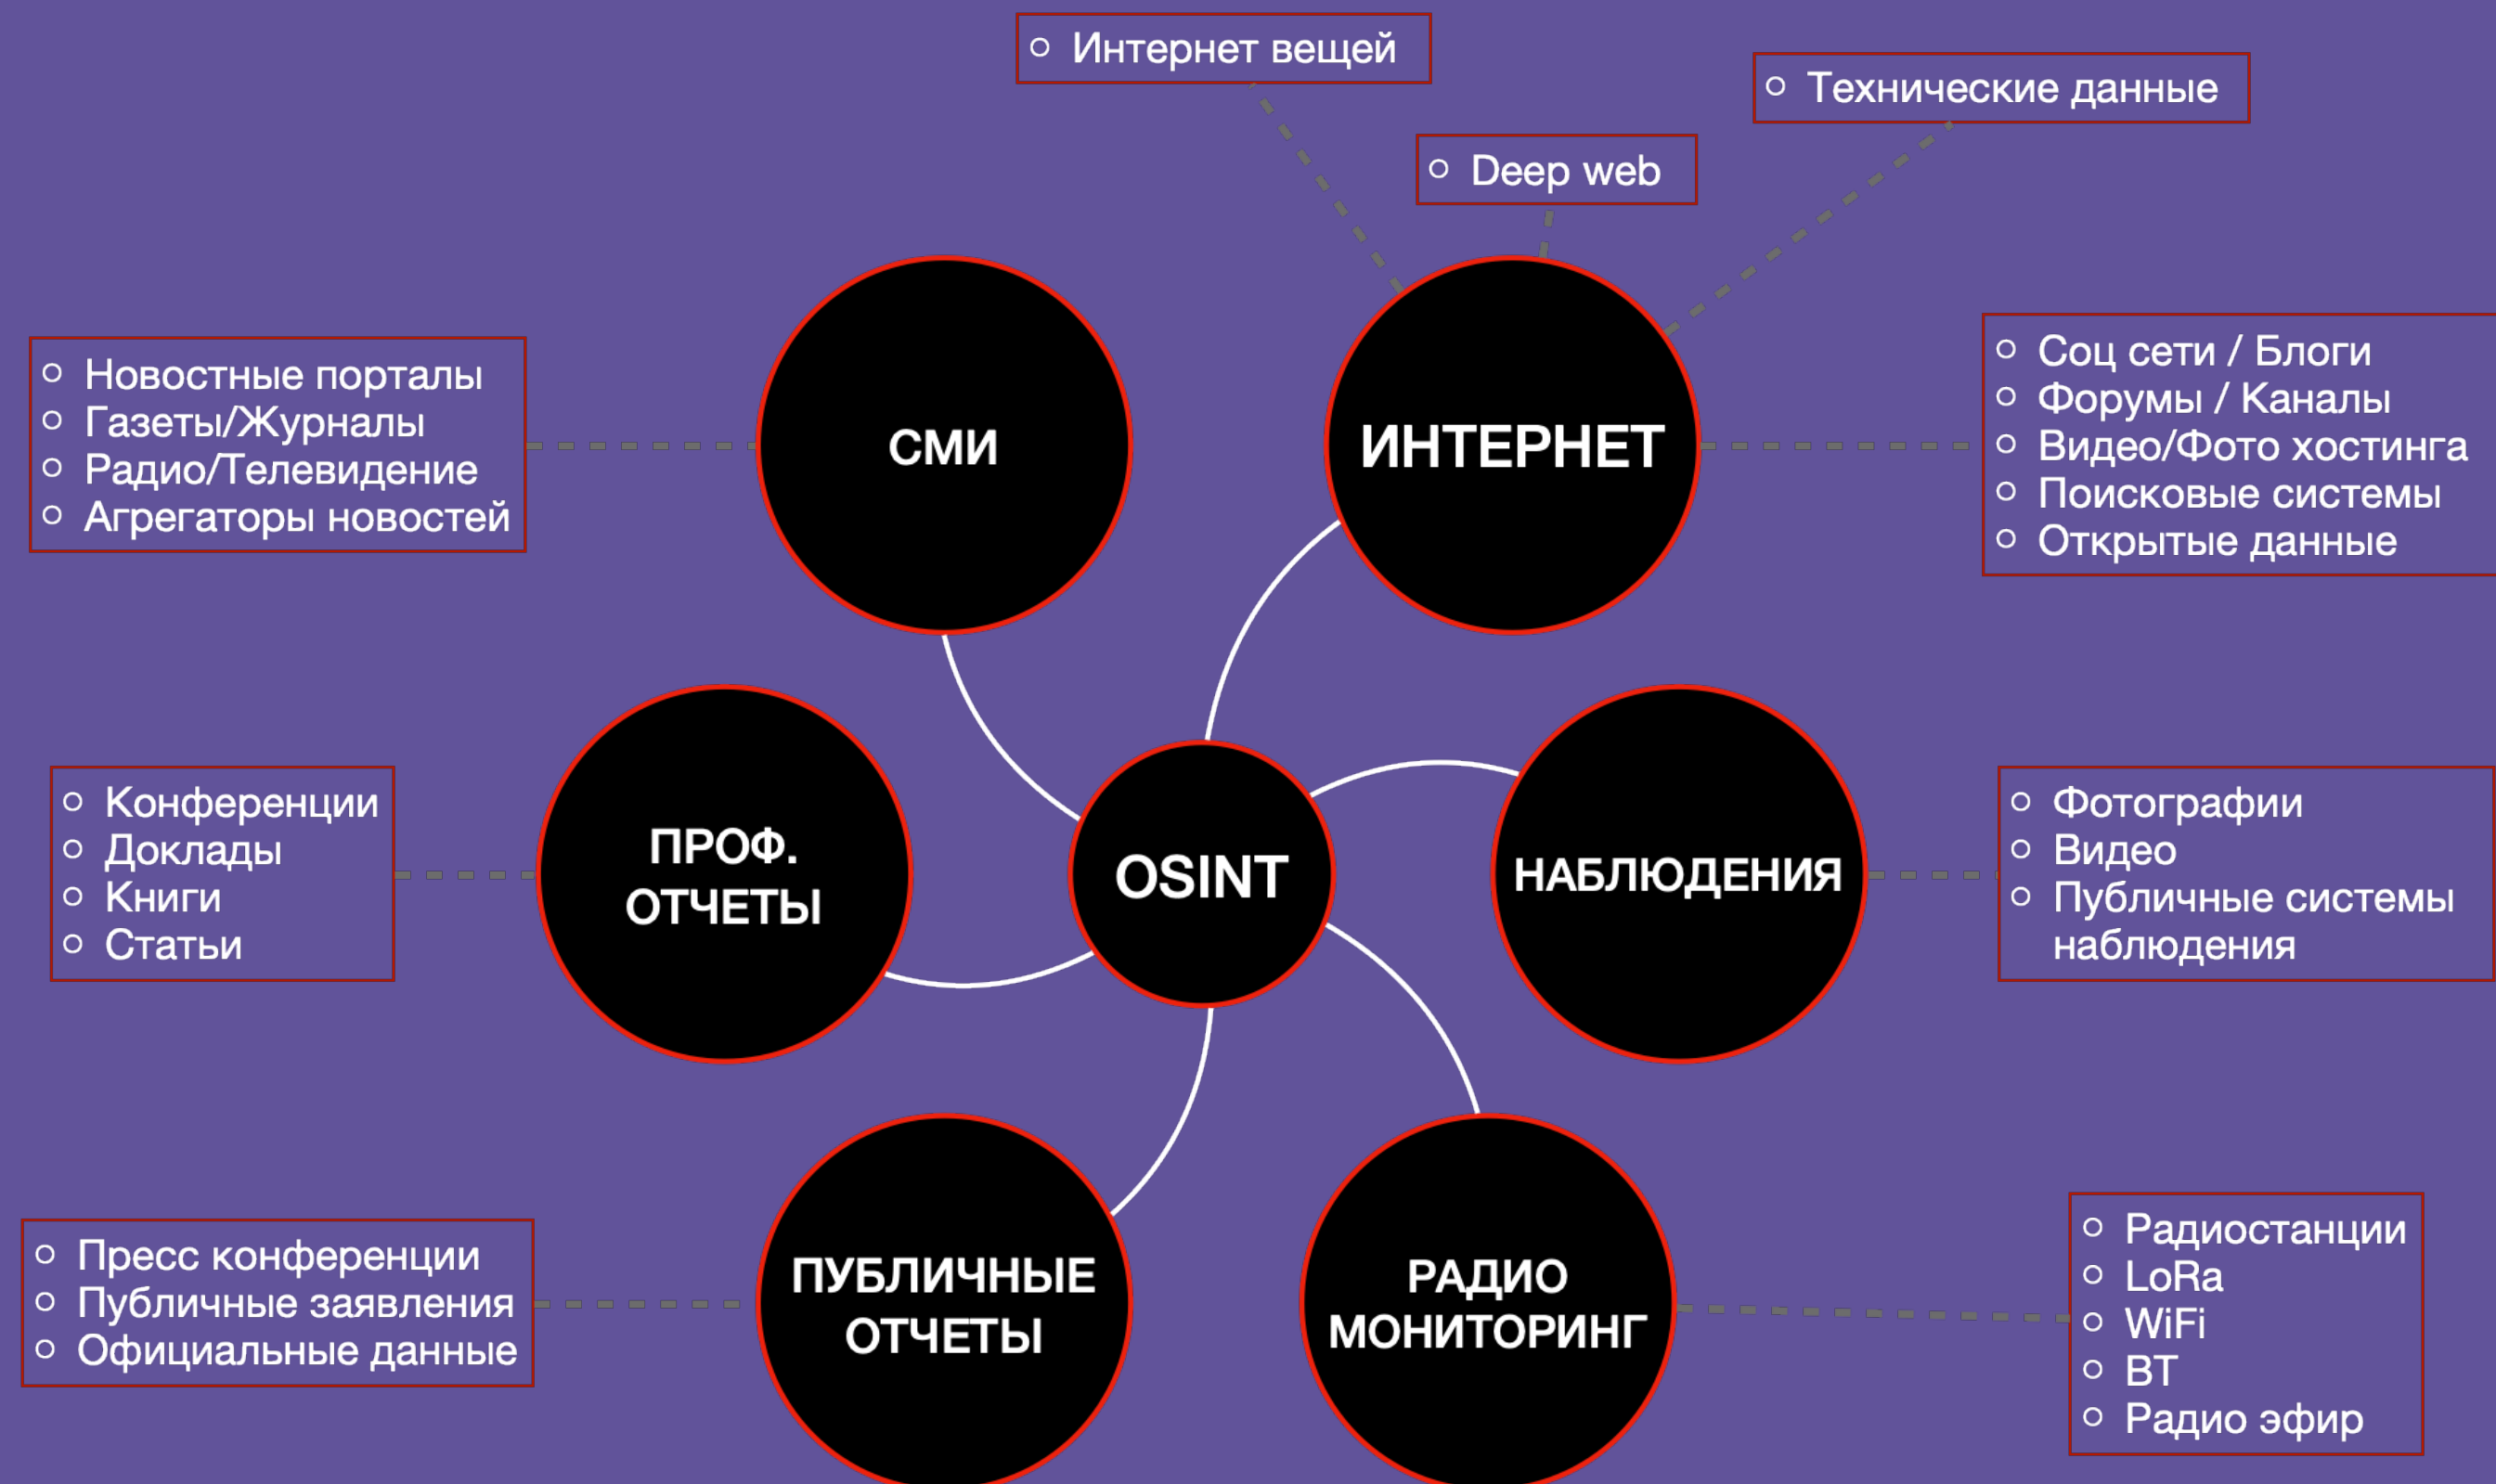 Интернет вещей
Технические данные
Deep web
СМИ
Новостные порталы
Газеты/Журналы
Радио/Телевидение
Агрегаторы новостей
ИНТЕРНЕТ
Соц сети / Блоги
Форумы / Каналы
Видео/Фото хостинга
Поисковые системы
Открытые данные
Конференции
Доклады
Книги
Статьи
ПРОФ.
ОТЧЕТЫ
OSINT
НАБЛЮДЕНИЯ
Фотографии
Видео
Публичные системы
наблюдения
Пресс конференции
Публичные заявления
Официальные данные
ПУБЛИЧНЫЕ
ОТЧЕТЫ
РАДИО
МОНИТОРИНГ
Радиостанции
LoRa
WiFi
BT
Радио эфир